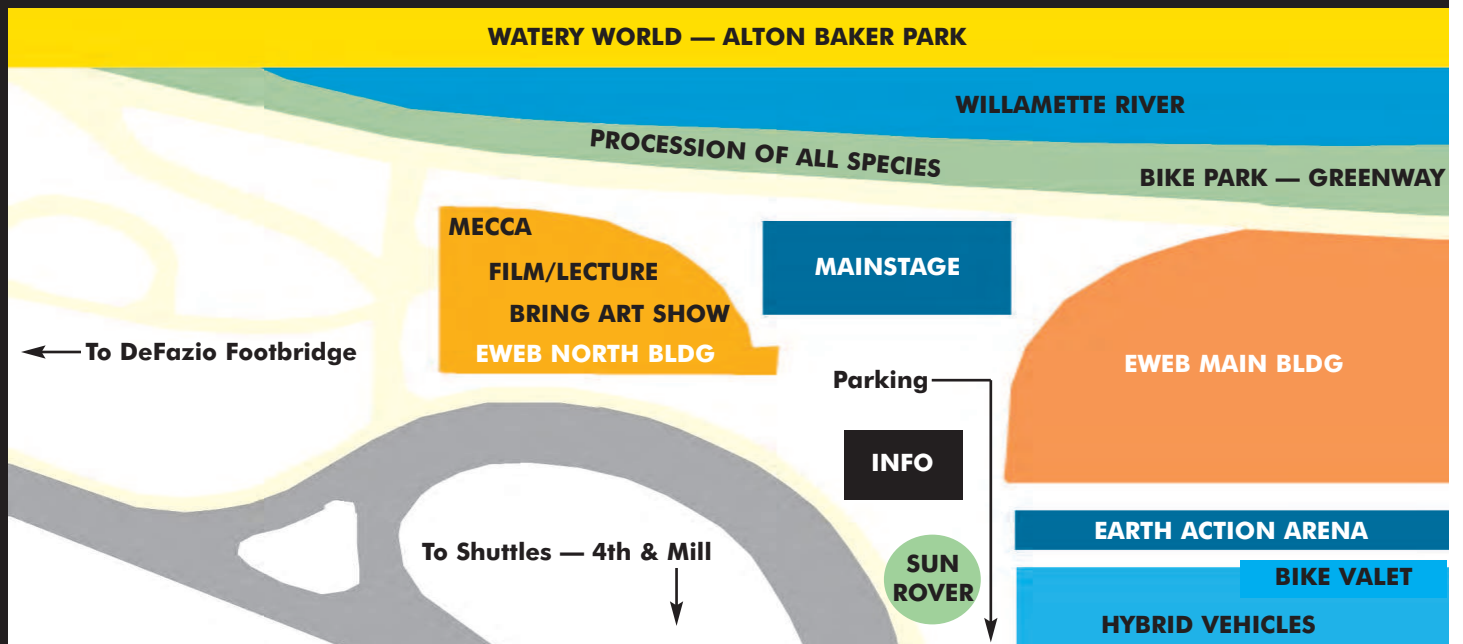 WATERY WORLD — ALTON BAKER PARK
WILLAMETTE RIVER
PROCESSION OF ALL SPECIES
BIKE PARK — GREENWAY
MECCA
FILM/LECTURE
BRING ART SHOW
EWEB NORTH BLDG
MAINSTAGE
EWEB MAIN BLDG
To DeFazio Footbridge
Parking
INFO
EARTH ACTION ARENA
To Shuttles — 4th & Mill
SUN
ROVER
BIKE VALET
HYBRID VEHICLES